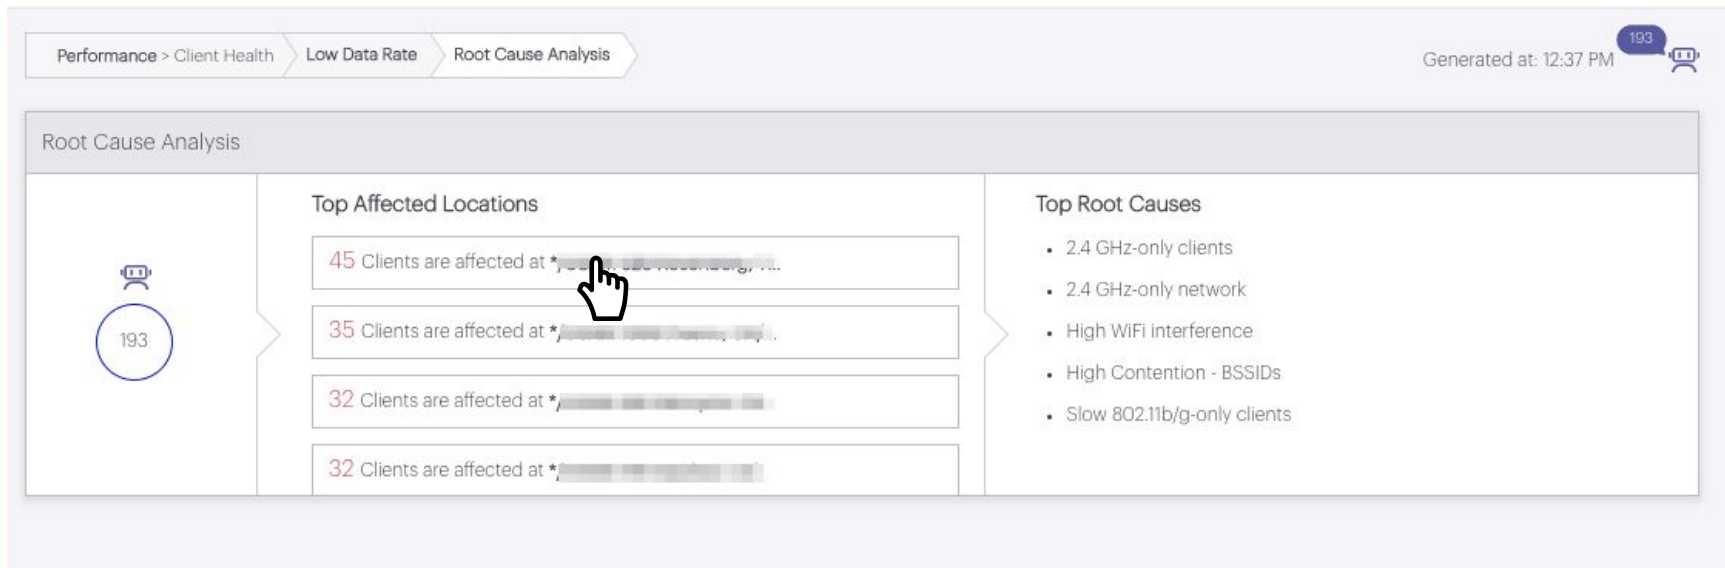 Performance > Client Health Low Data Rate Root Cause Analysis
Generated at: 12:37 PM 193
Root Cause Analysis
193
Top Affected Locations
45 Clients are affected at *
35 Clients are affected at *
32 Clients are affected at *
32 Clients are affected at *
Top Root Causes
• 2.4 GHz-only clients
• 2.4 GHz-only network
• High WiFi interference
• High Contention - BSSIDs
• Slow 802.11b/g-only clients